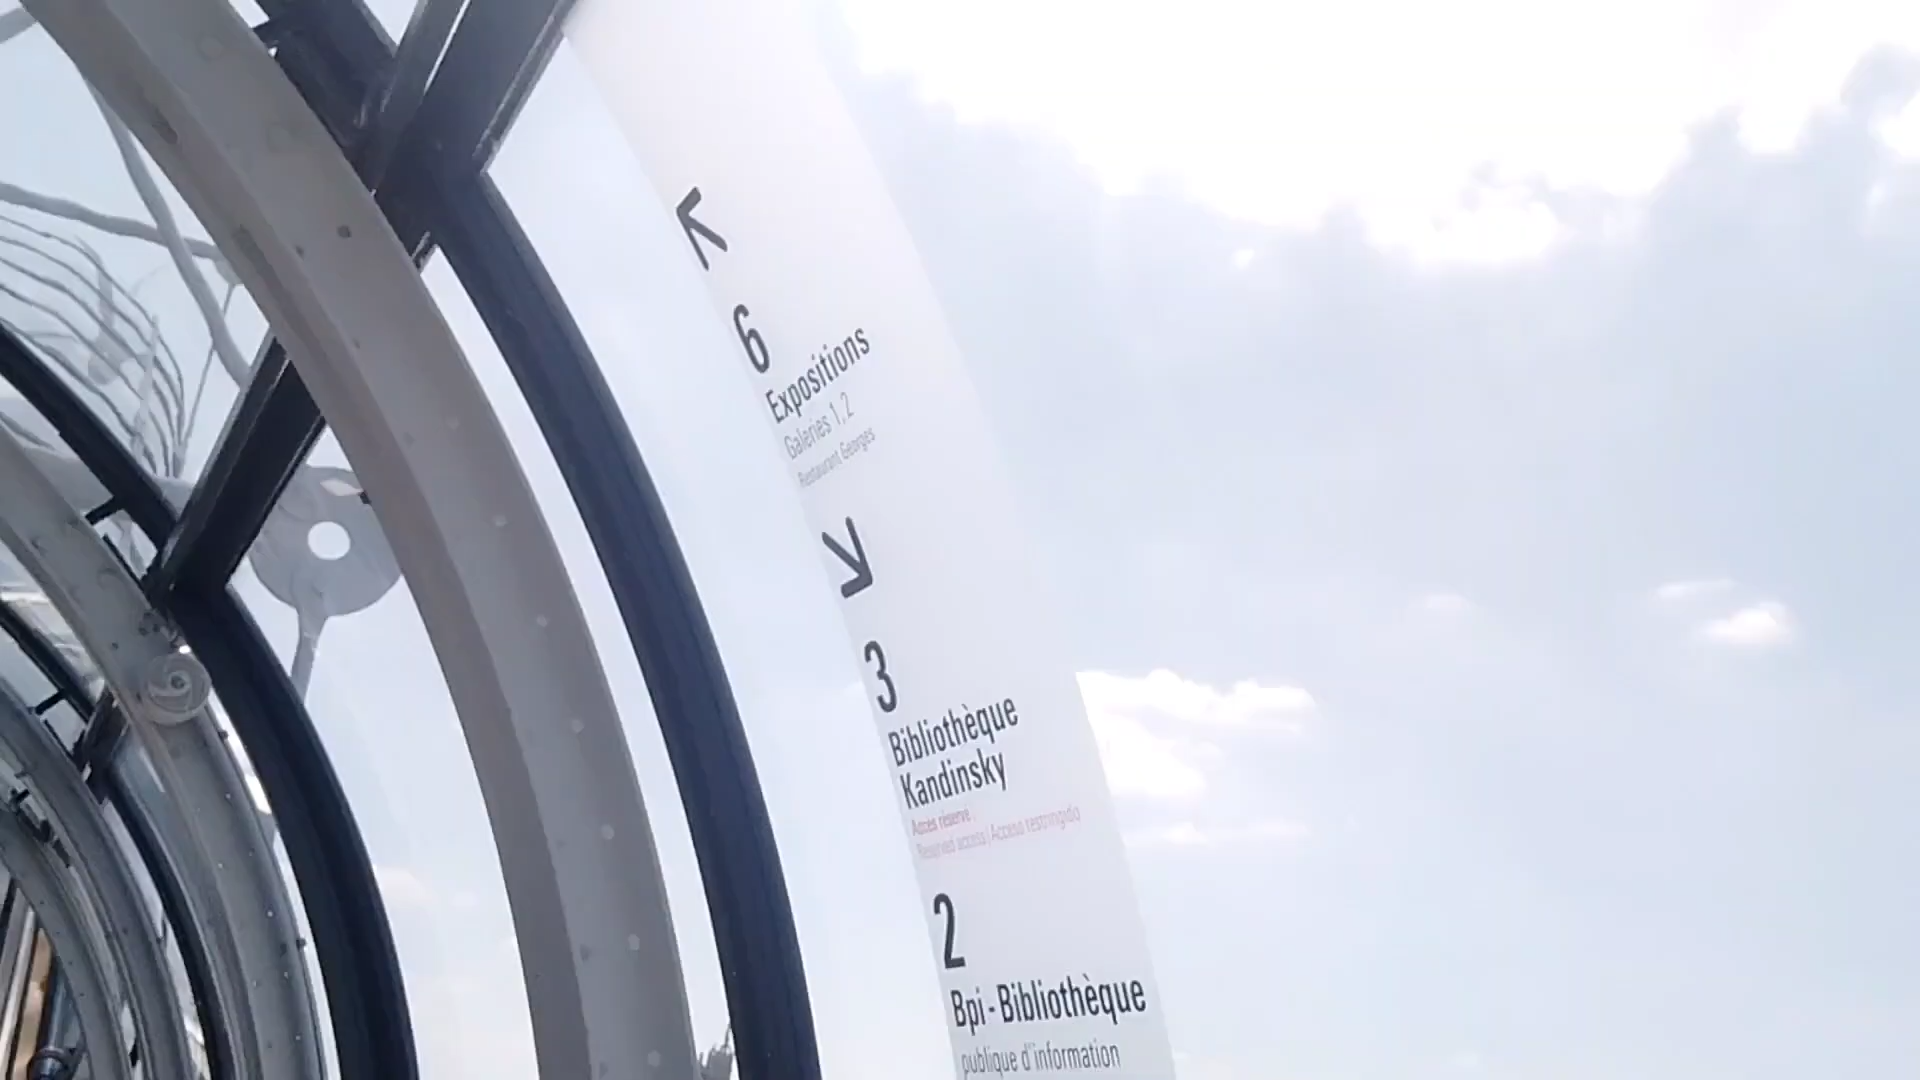 6
Expositions
Galeries 1, 2
Restaurant Georges
3
Bibliothèque
Kandinsky
Accès réservé
Reserved access | Acceso restringido
2
Bpi - Bibliothèque
publique d'information